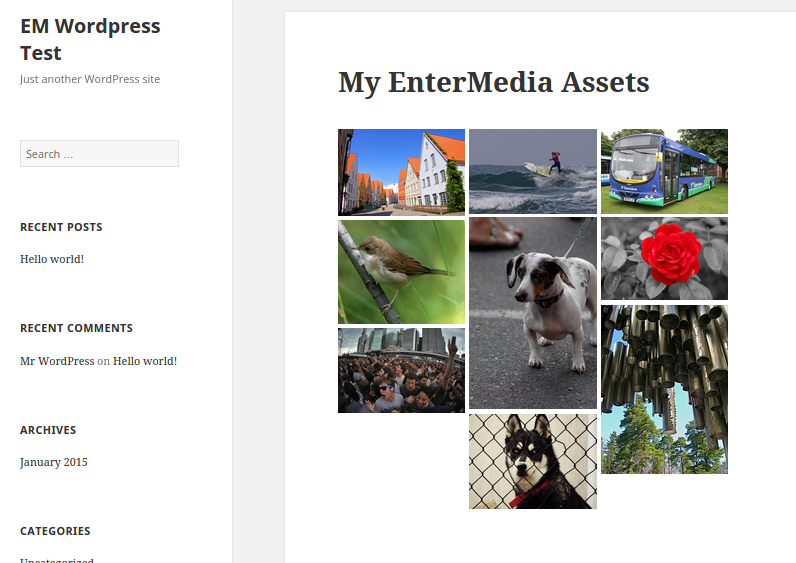 EM Wordpress
Test
Just another WordPress site
Search …
RECENT POSTS
Hello world!
RECENT COMMENTS
Mr WordPress on Hello world!
ARCHIVES
January 2015
CATEGORIES
Uncategorized
My EnterMedia Assets